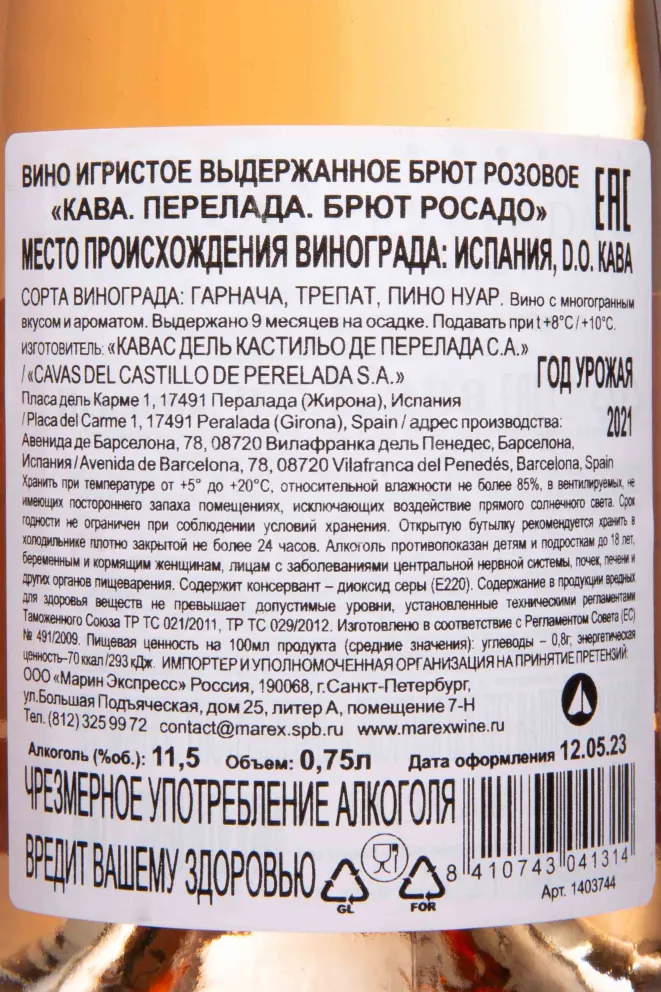 ВИНО ИГРИСТОЕ ВЫДЕРЖАННОЕ БРЮТ РОЗОВОЕ
«КАВА. ПЕРЕЛАДА. БРЮТ РОСАДО»
EAC
МЕСТО ПРОИСХОЖДЕНИЯ ВИНОГРАДА: ИСПАНИЯ, D.O. КАВА
СОРТА ВИНОГРАДА: ГАРНАЧА, ТРЕПАТ, ПИНО НУАР. Вино с многогранным
вкусом и ароматом. Выдержано 9 месяцев на осадке. Подавать при t +8°С/ +10°С.
ИЗГОТОВИТЕЛЬ: «КАВАС ДЕЛЬ КАСТИЛЬО ДЕ ПЕРЕЛАДА С.А.»
/ «CAVAS DEL CASTILLO DE PERELADA S.A.»
ГОД УРОЖАЯ
2021
Пласа дель Карме 1, 17491 Перелада (Жирона), Испания
/ Placa del Carme 1, 17491 Peralada (Girona), Spain / адрес производства:
Авенида де Барселона, 78, 08720 Вилафранка дель Пенедес, Барселона,
Испания / Avenida de Barcelona, 78, 08720 Vilafranca del Penedés, Barcelona, Spain
Хранить при температуре от +5° до +20°С, относительной влажности не более 85%, в вентилируемых, не
имеющих постороннего запаха помещениях, исключающих воздействие прямого солнечного света. Срок
годности не ограничен при соблюдении условий хранения. Открытую бутылку рекомендуется хранить в
холодильнике плотно закрытой не более 24 часов. Алкоголь противопоказан детям и подросткам до 18 лет,
беременным и кормящим женщинам, лицам с заболеваниями центральной нервной системы, почек, печени и
других органов пищеварения. Содержит консервант – диоксид серы (Е220). Содержание в продукции вредных
для здоровья веществ не превышает допустимые уровни, установленные техническими регламентами
Таможенного Союза ТР ТС 021/2011, ТР ТС 029/2012. Изготовлено в соответствие с Регламентом Совета (ЕС)
№ 491/2009. Пищевая ценность на 100мл продукта (средние значения): углеводы – 0,8г; энергетическая
ценность–70 ккал /293 кДж. ИМПОРТЕР И УПОЛНОМОЧЕННАЯ ОРГАНИЗАЦИЯ НА ПРИНЯТИЕ ПРЕТЕНЗИЙ:
ООО «Марин Экспресс» Россия, 190068, г.Санкт-Петербург,
ул.Большая Подъяческая, дом 25, литер А, помещение 7-Н
Тел. (812) 325 99 72 contact@marex.spb.ru www.marexwine.ru
Алкоголь (%об.): 11,5 Объем: 0,75л Дата оформления 12.05.23
ЧРЕЗМЕРНОЕ УПОТРЕБЛЕНИЕ АЛКОГОЛЯ
ВРЕДИТ ВАШЕМУ ЗДОРОВЬЮ
GL
FOR
8 410743 041314
Арт. 1403744